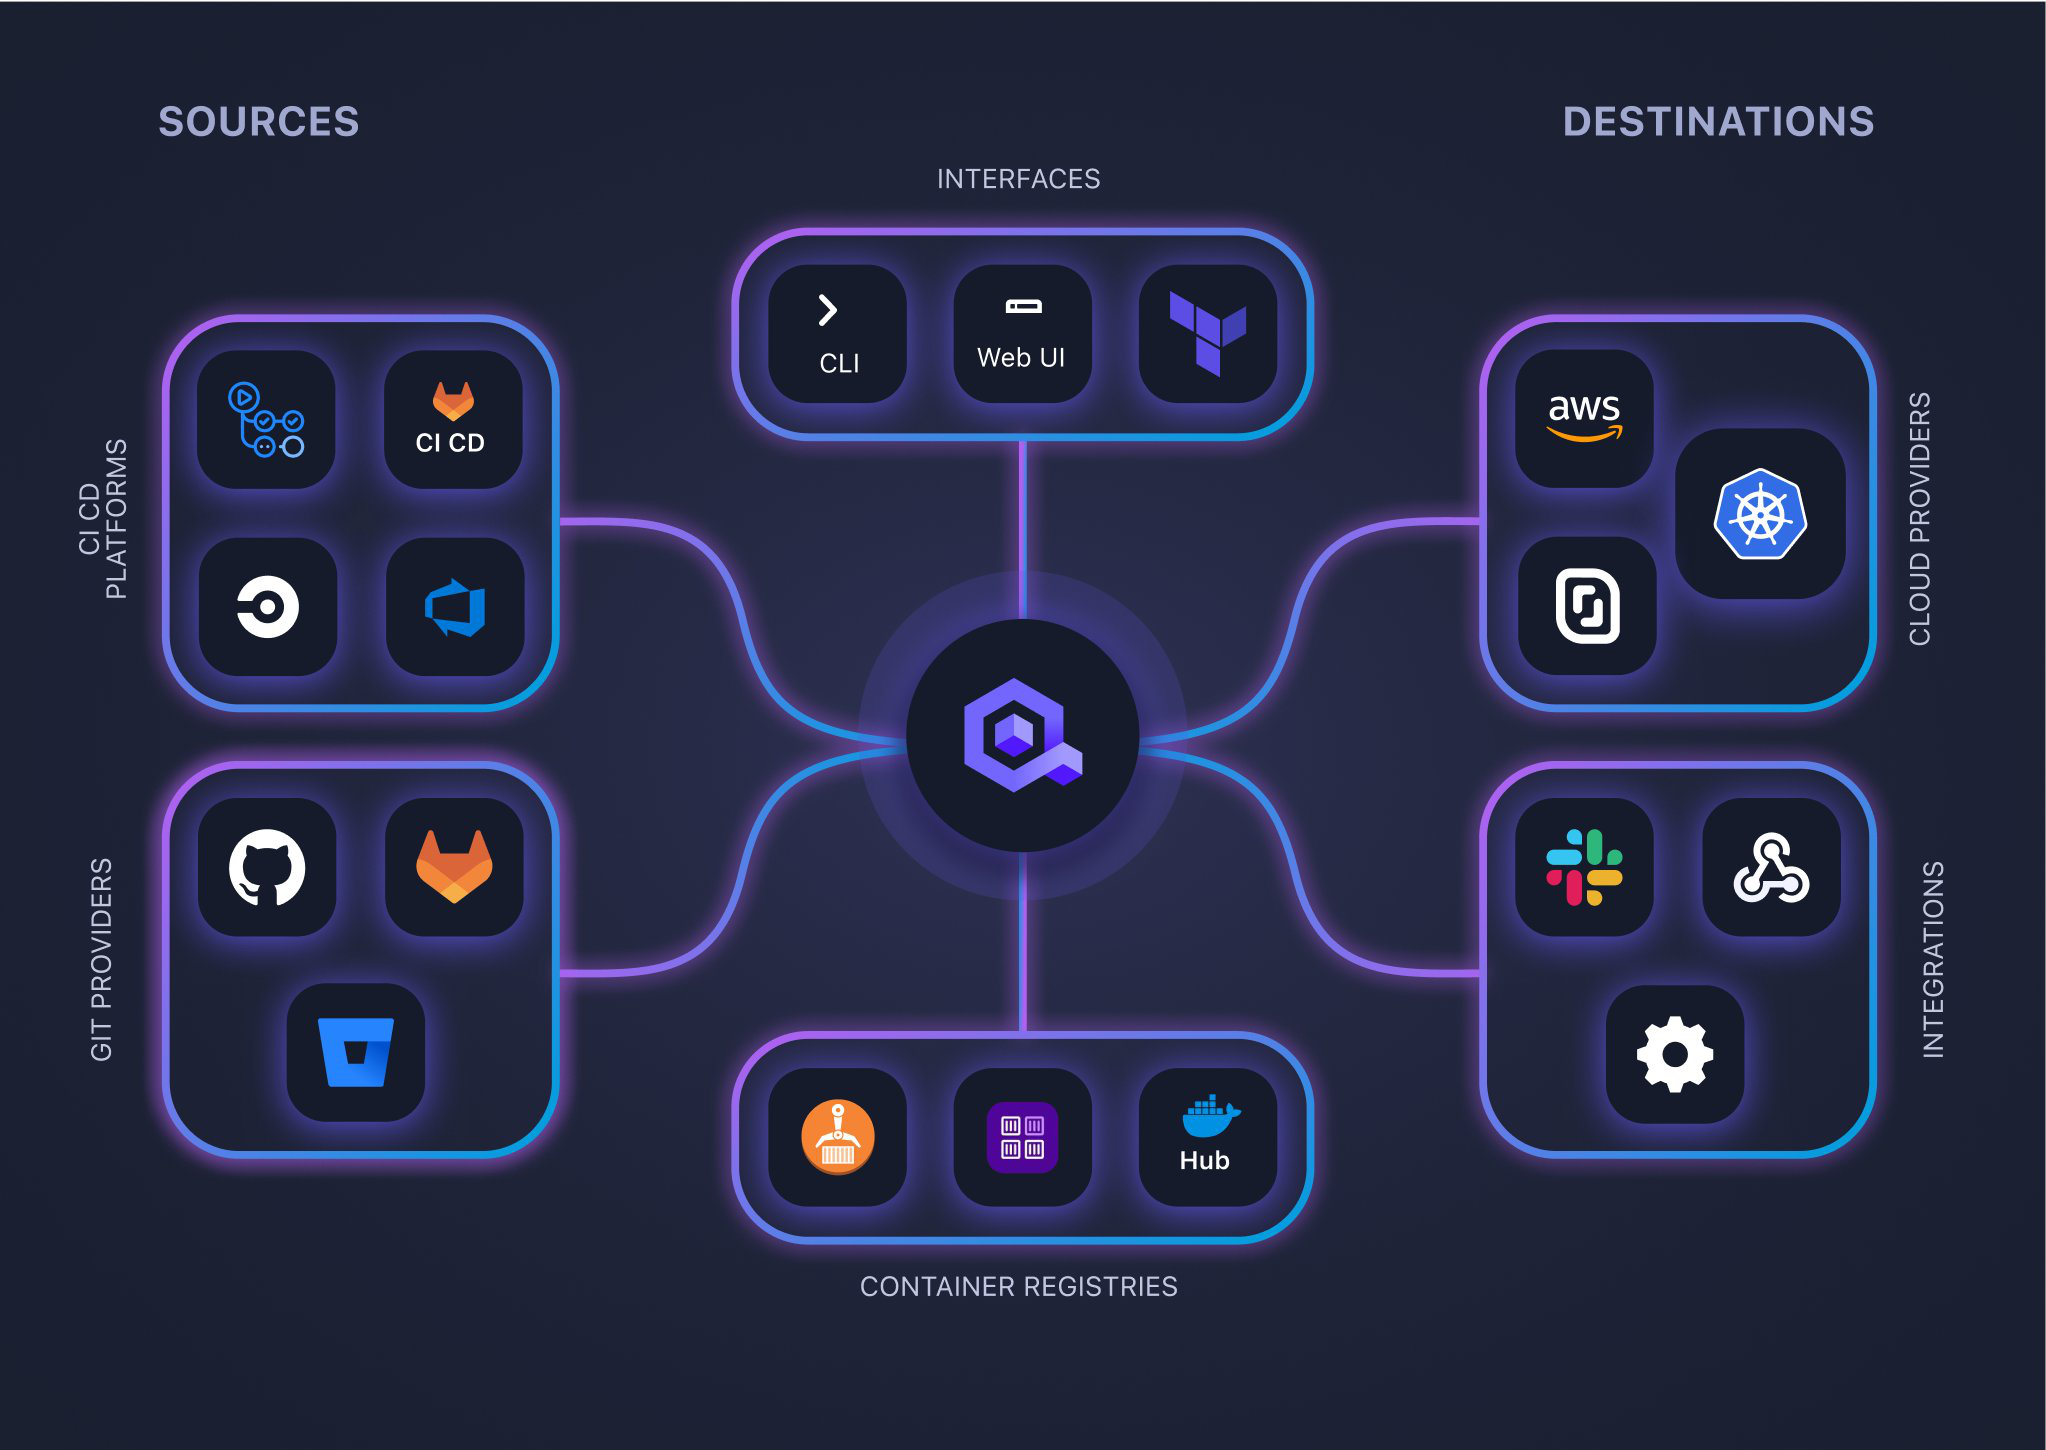 SOURCES
DESTINATIONS
INTERFACES
CLI
Web UI
CI CD
PLATFORMS
CI CD
aws
CLOUD PROVIDERS
GIT PROVIDERS
INTEGRATIONS
Hub
CONTAINER REGISTRIES